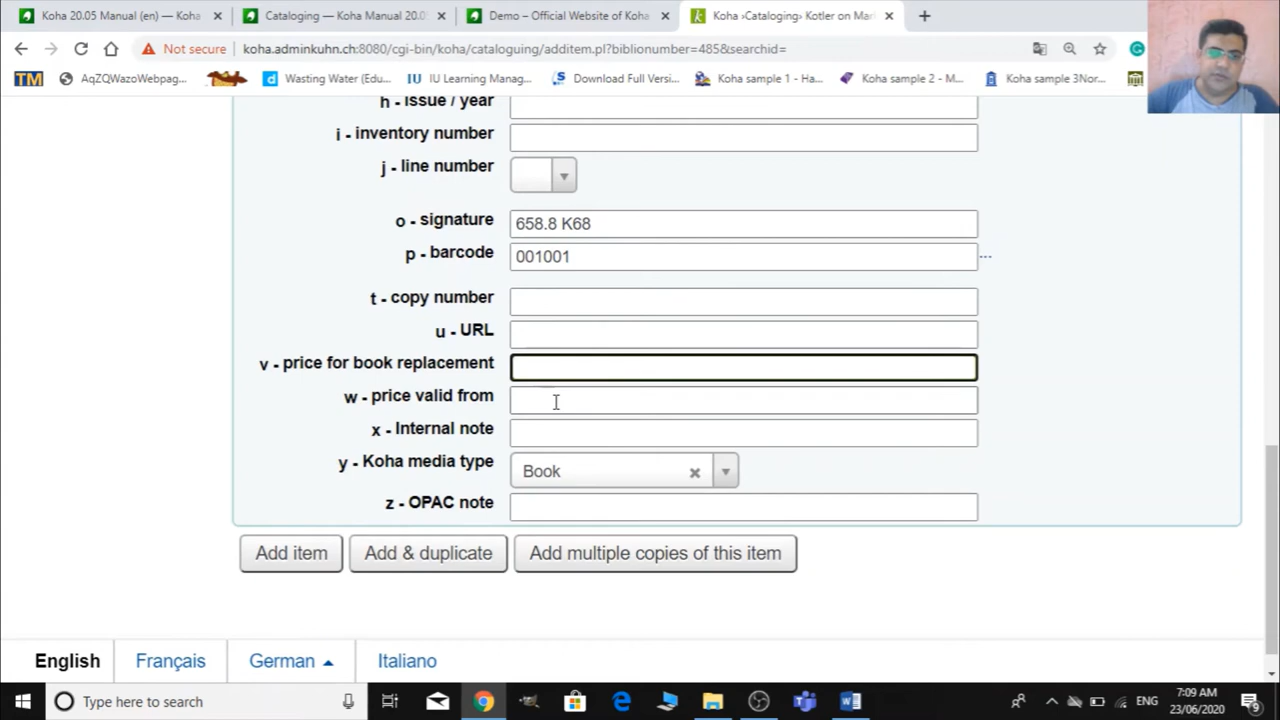 Koha 20.05 Manual (en) — Koha
Cataloging — Koha Manual 20.0
Demo – Official Website of Koha
Koha › Cataloging › Kotler on Mar
Not secure
koha.adminkuhn.ch:8080/cgi-bin/koha/cataloguing/additem.pl?biblionumber=485&searchid=
TM
AqZQWazoWebpag...
Wasting Water (Edu...
IU
IU Learning Manag...
Download Full Versi...
Koha sample 1 - Ha...
Koha sample 2 - M...
Koha sample 3Nor...
h - Issue / year
i - inventory number
j - line number
o - signature
658.8 K68
p - barcode
001001
...
t - copy number
u - URL
v - price for book replacement
w - price valid from
x - Internal note
y - Koha media type
Book
z - OPAC note
Add item
Add & duplicate
Add multiple copies of this item
English
Français
German
Italiano
Type here to search
ENG
7:09 AM
23/06/2020
9